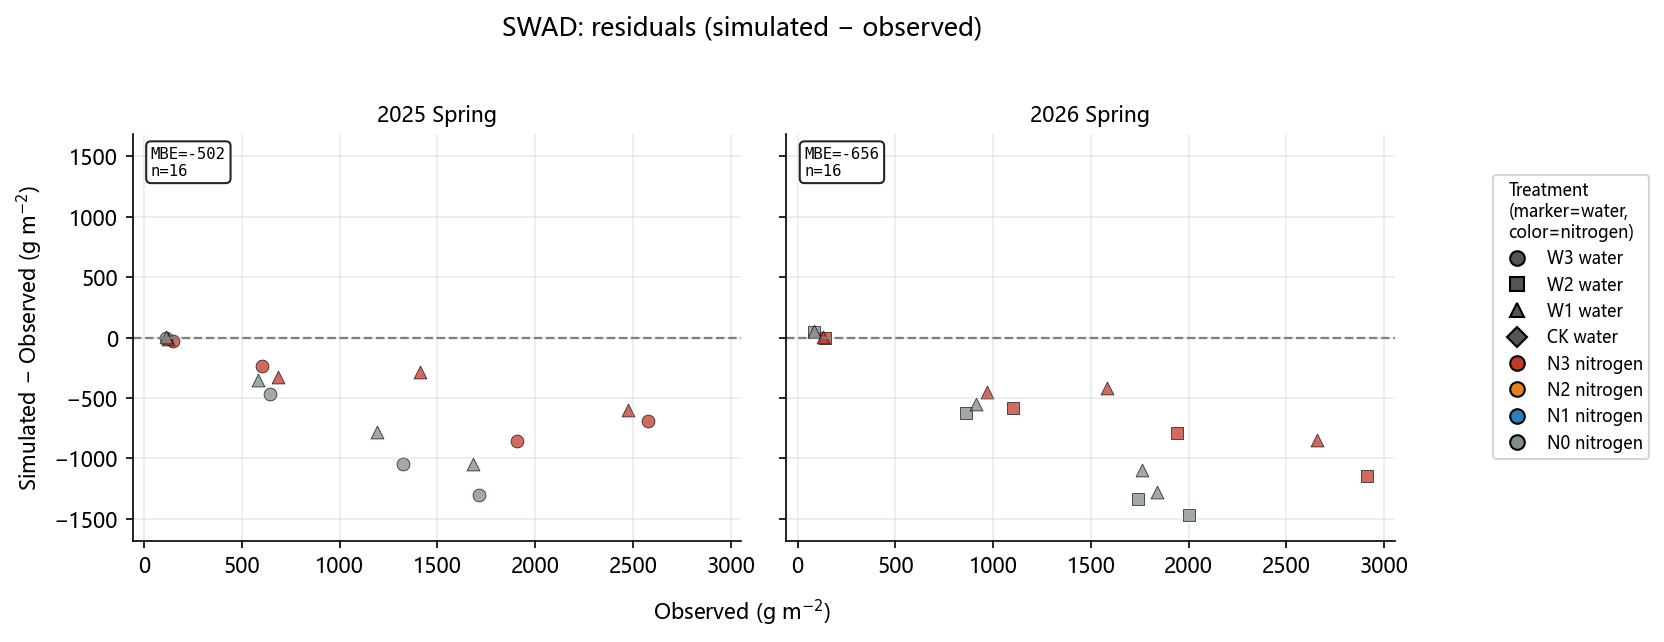 SWAD: residuals (simulated − observed)
2025 Spring
2026 Spring
MBE=-502
n=16
MBE=-656
n=16
Simulated − Observed (g m⁻²)
1500
1000
500
0
−500
−1000
−1500
0 500 1000 1500 2000 2500 3000
0 500 1000 1500 2000 2500 3000
Observed (g m⁻²)
Treatment
(marker=water,
color=nitrogen)
W3 water
W2 water
W1 water
CK water
N3 nitrogen
N2 nitrogen
N1 nitrogen
N0 nitrogen